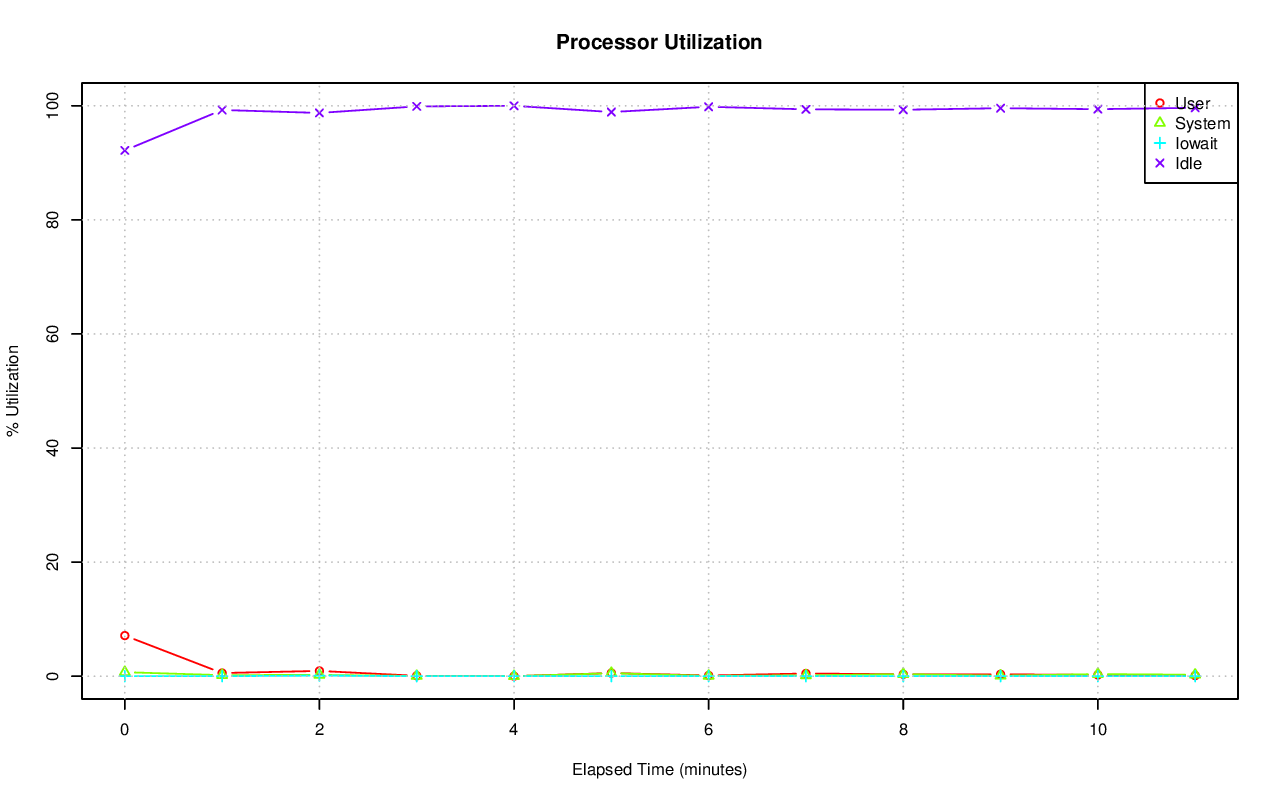 Processor Utilization
100
80
60
40
20
0
% Utilization
User
System
Iowait
Idle
0 2 4 6 8 10
Elapsed Time (minutes)